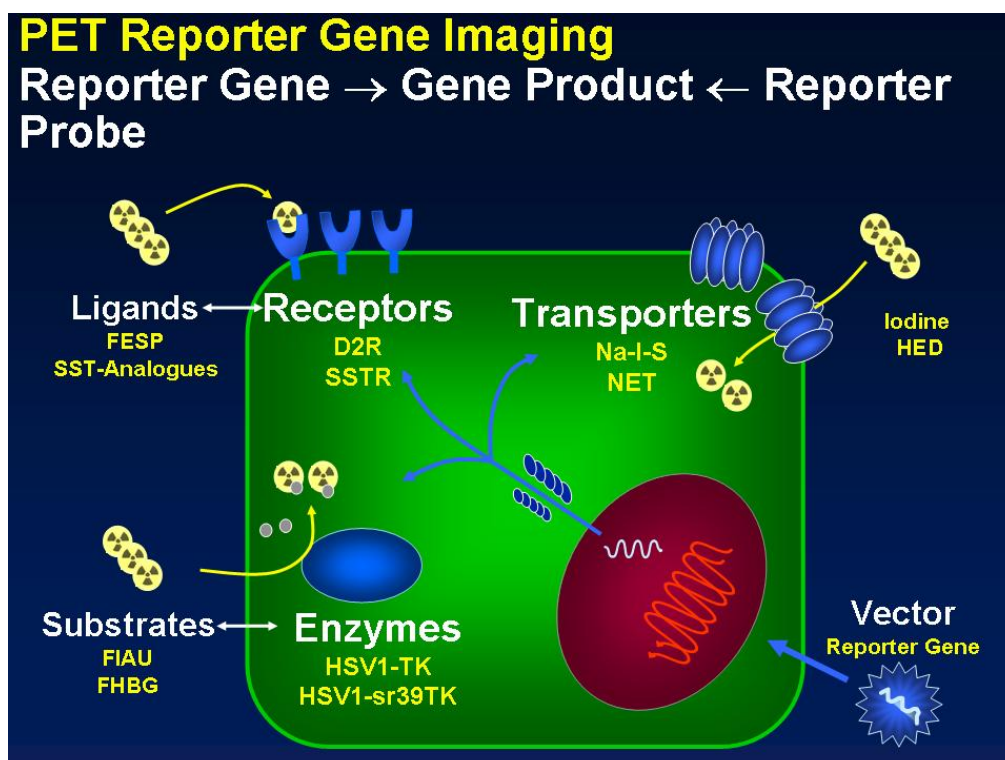 PET Reporter Gene Imaging
Reporter Gene → Gene Product ← Reporter
Probe
Ligands
FESP
SST-Analogues
Receptors
D2R
SSTR
Transporters
Na-I-S
NET
Iodine
HED
Substrates
FIAU
FHBG
Enzymes
HSV1-TK
HSV1-sr39TK
Vector
Reporter Gene